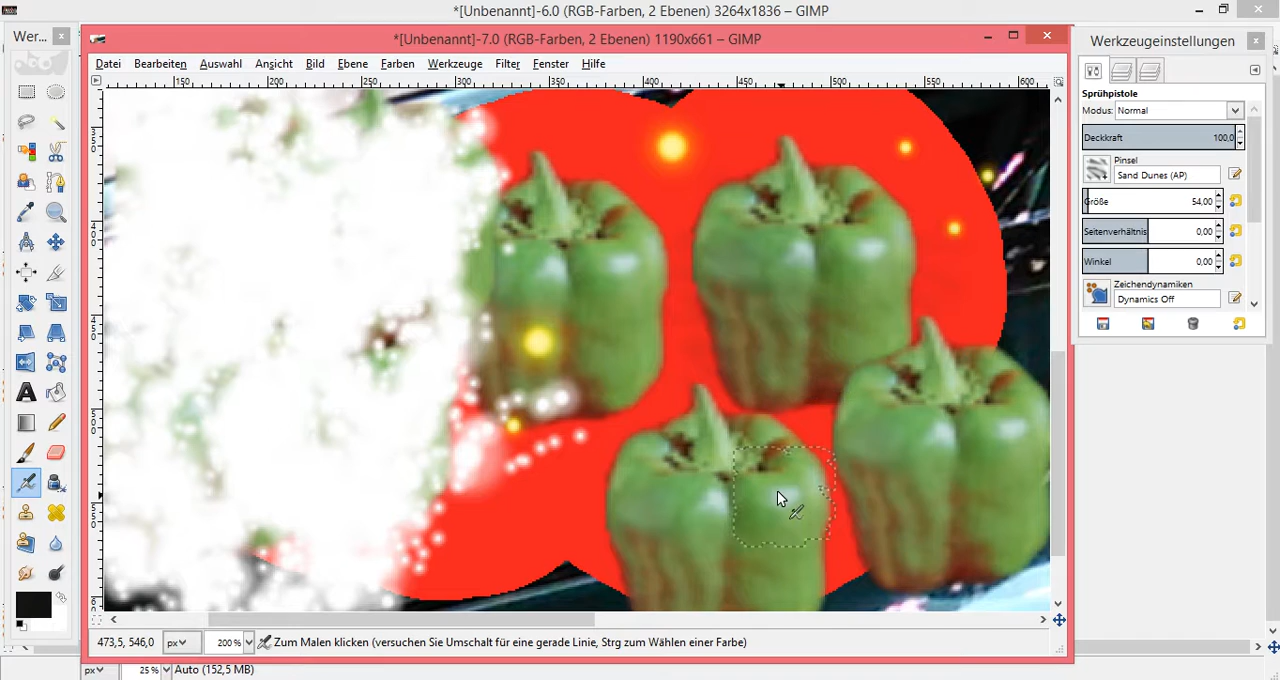 *[Unbenannt]-6.0 (RGB-Farben, 2 Ebenen) 3264x1836 – GIMP
Wer...
*[Unbenannt]-7.0 (RGB-Farben, 2 Ebenen) 1190x661 – GIMP
Werkzeugeinstellungen
Datei Bearbeiten Auswahl Ansicht Bild Ebene Farben Werkzeuge Filter Fenster Hilfe
150 200 250 300 350 400 450 500 550 600
Sprühpistole
Modus: Normal
Deckkraft 100,0
Pinsel
Sand Dunes (AP)
Größe 54,00
Seitenverhältnis 0,00
Winkel 0,00
Zeichendynamiken
Dynamics Off
473,5, 546,0 px 200 % Zum Malen klicken (versuchen Sie Umschalt für eine gerade Linie, Strg zum Wählen einer Farbe)
px 25 % Auto (152,5 MB)